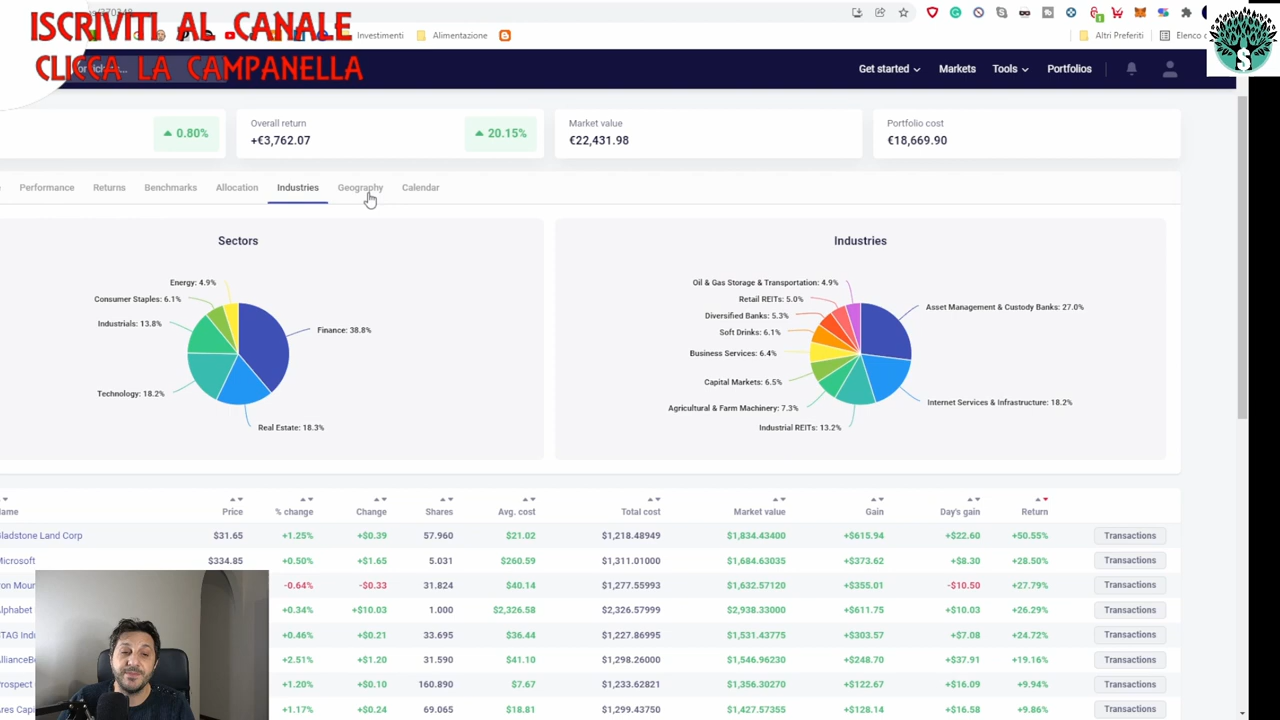 ISCRIVITI AL CANALE
CLICCA LA CAMPANELLA
Investimenti
Alimentazione
Altri Preferiti
Elenco
Get started
Markets
Tools
Portfolios
0.80%
Overall return
+€3,762.07
20.15%
Market value
€22,431.98
Portfolio cost
€18,669.90
Performance Returns Benchmarks Allocation Industries Geography Calendar
Sectors
Energy: 4.9%
Consumer Staples: 6.1%
Industrials: 13.8%
Finance: 38.8%
Technology: 18.2%
Real Estate: 18.3%
Industries
Oil & Gas Storage & Transportation: 4.9%
Retail REITs: 5.0%
Asset Management & Custody Banks: 27.0%
Diversified Banks: 5.3%
Soft Drinks: 6.1%
Business Services: 6.4%
Capital Markets: 6.5%
Internet Services & Infrastructure: 18.2%
Agricultural & Farm Machinery: 7.3%
Industrial REITs: 13.2%
ame Price % change Change Shares Avg. cost Total cost Market value Gain Day's gain Return
ladstone Land Corp $31.65 +1.25% +$0.39 57.960 $21.02 $1,218.48949 $1,834.43400 +$615.94 +$22.60 +50.55% Transactions
Microsoft $334.85 +0.50% +$1.65 5.031 $260.59 $1,311.01000 $1,684.63035 +$373.62 +$8.30 +28.50% Transactions
ron Moun -0.64% -$0.33 31.824 $40.14 $1,277.55993 $1,632.57120 +$355.01 -$10.50 +27.79% Transactions
Alphabet +0.34% +$10.03 1.000 $2,326.58 $2,326.57999 $2,938.33000 +$611.75 +$10.03 +26.29% Transactions
TAG Indu +0.46% +$0.21 33.695 $36.44 $1,227.86995 $1,531.43775 +$303.57 +$7.08 +24.72% Transactions
AllianceBe +2.51% +$1.20 31.590 $41.10 $1,298.26000 $1,546.96230 +$248.70 +$37.91 +19.16% Transactions
Prospect +1.20% +$0.10 160.890 $7.67 $1,233.62821 $1,356.30270 +$122.67 +$16.09 +9.94% Transactions
Ares Capi +1.17% +$0.24 69.065 $18.81 $1,299.43750 $1,427.57355 +$128.14 +$16.58 +9.86% Transactions